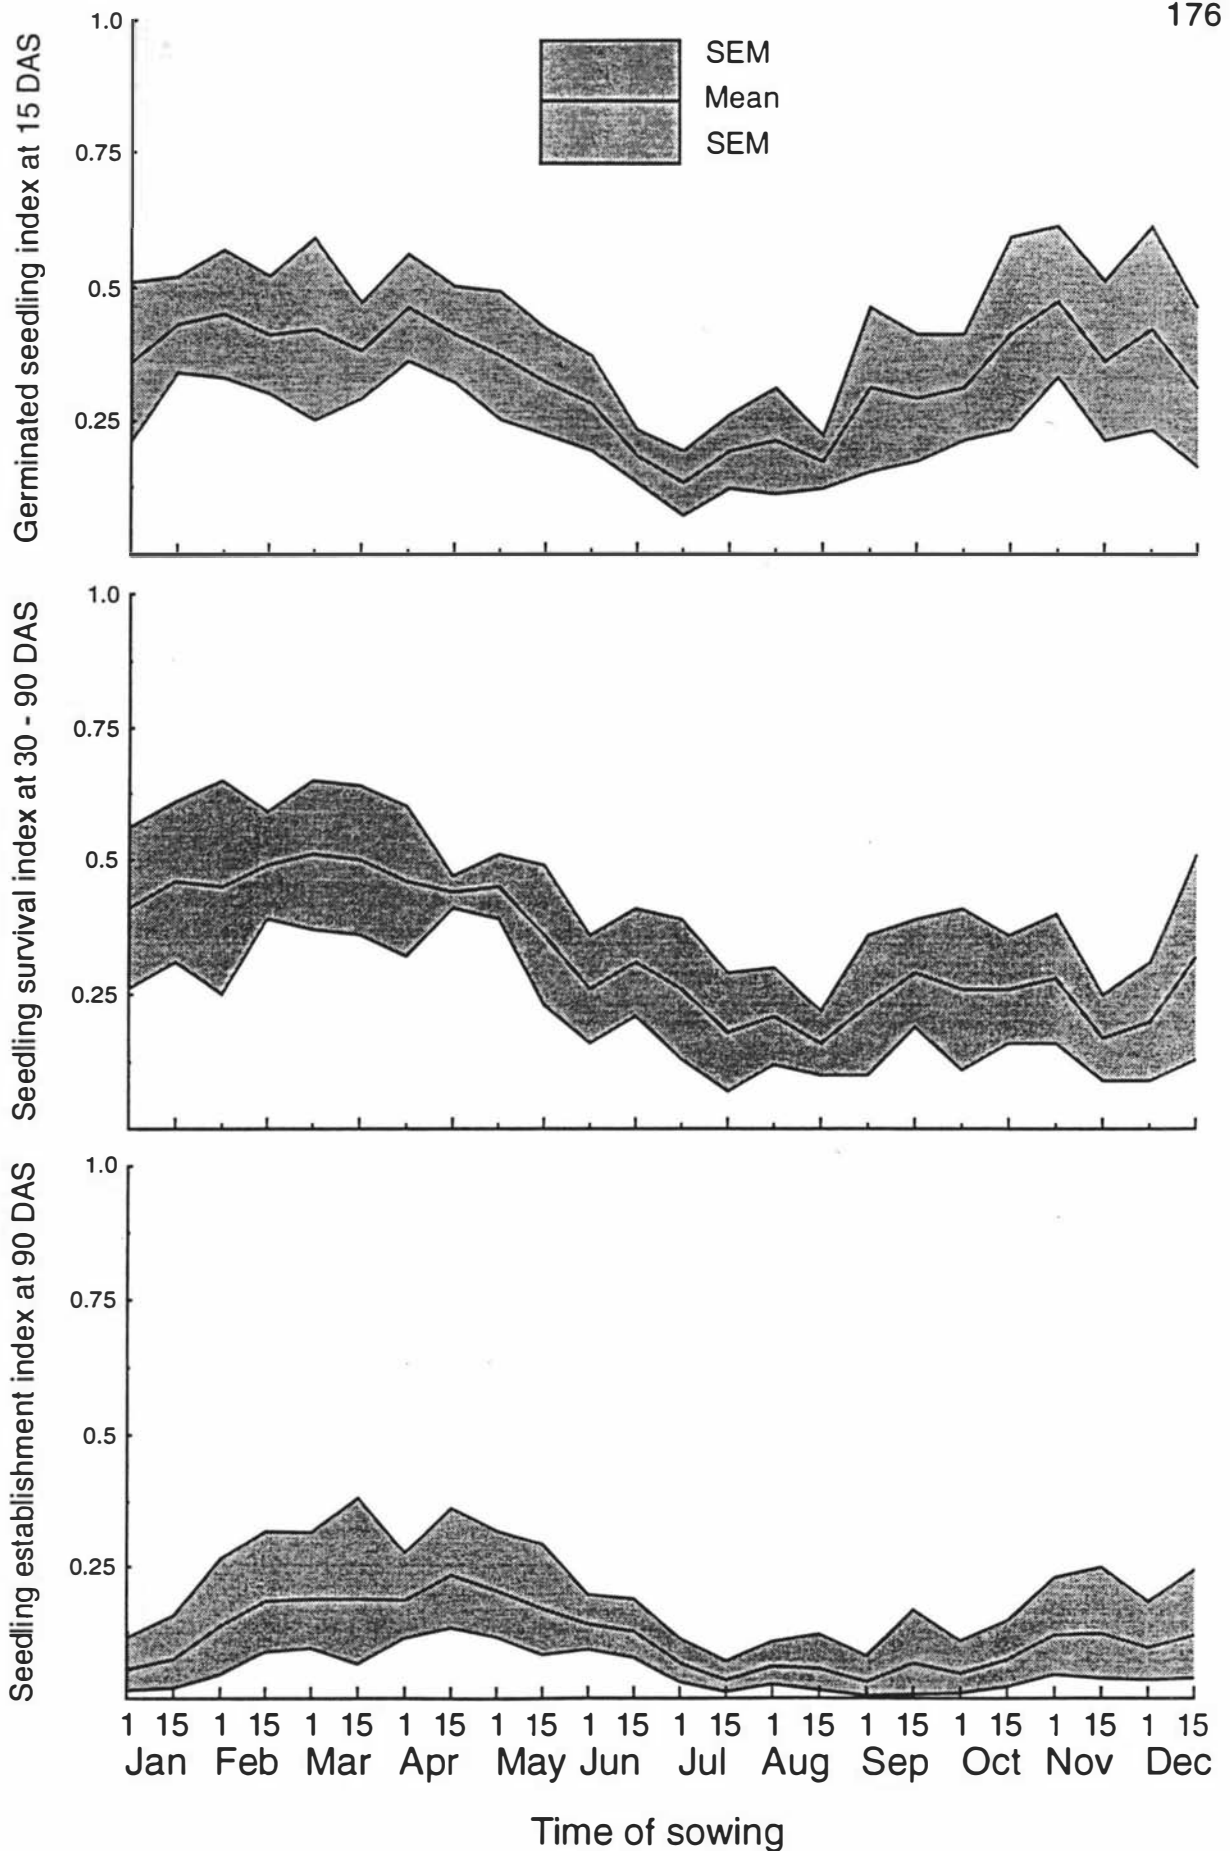 176
SEM
Mean
SEM
Germinated seedling index at 15 DAS
1.0
0.75
0.5
0.25
Seedling survival index at 30 - 90 DAS
1.0
0.75
0.5
0.25
Seedling establishment index at 90 DAS
1.0
0.75
0.5
0.25
1 15 1 15 1 15 1 15 1 15 1 15 1 15 1 15 1 15 1 15 1 15 1 15
Jan Feb Mar Apr May Jun Jul Aug Sep Oct Nov Dec
Time of sowing